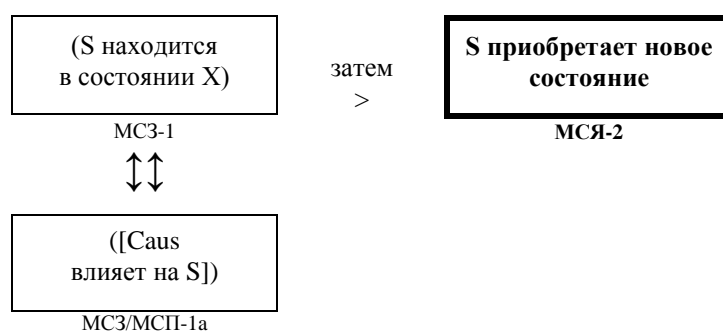 (S находится
в состоянии X)
МСЗ-1
затем
>
S приобретает новое
состояние
МСЯ-2
([Caus
влияет на S])
МСЗ/МСП-1а